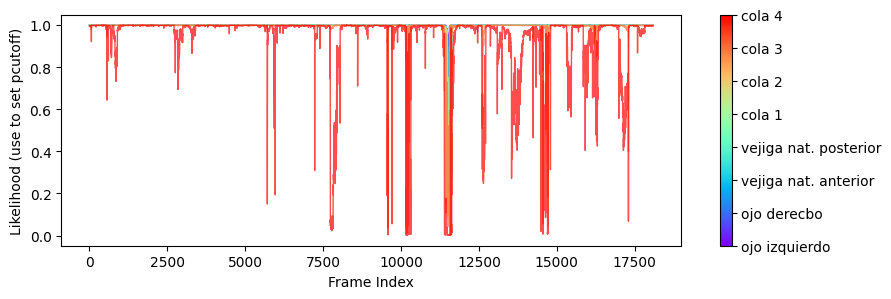 Likelihood (use to set pcutoff)
1.0
0.8
0.6
0.4
0.2
0.0
0
2500
5000
7500
10000
12500
15000
17500
Frame Index
cola 4
cola 3
cola 2
cola 1
vejiga nat. posterior
vejiga nat. anterior
ojo derecbo
ojo izquierdo